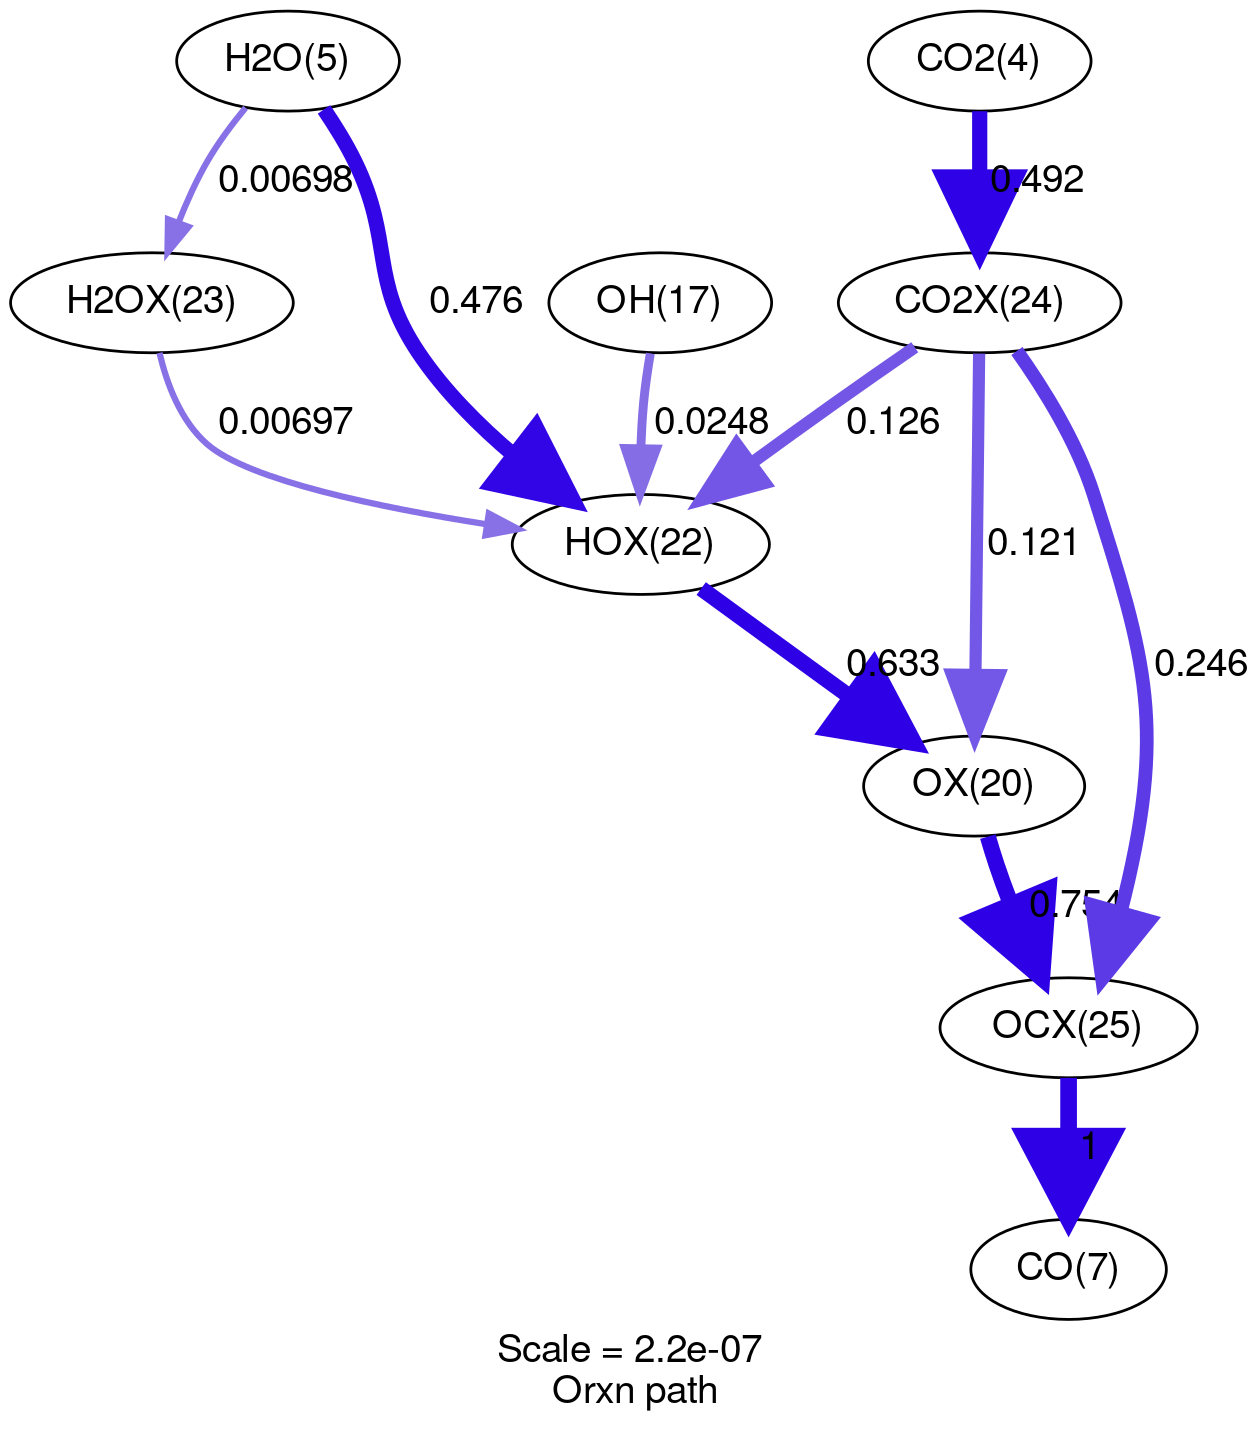 H2O(5)
CO2(4)
0.00698
0.492
H2OX(23)
0.476
OH(17)
CO2X(24)
0.00697
0.0248
0.126
HOX(22)
0.121
0.633
0.246
OX(20)
0.754
OCX(25)
1
CO(7)
Scale = 2.2e-07
Orxn path